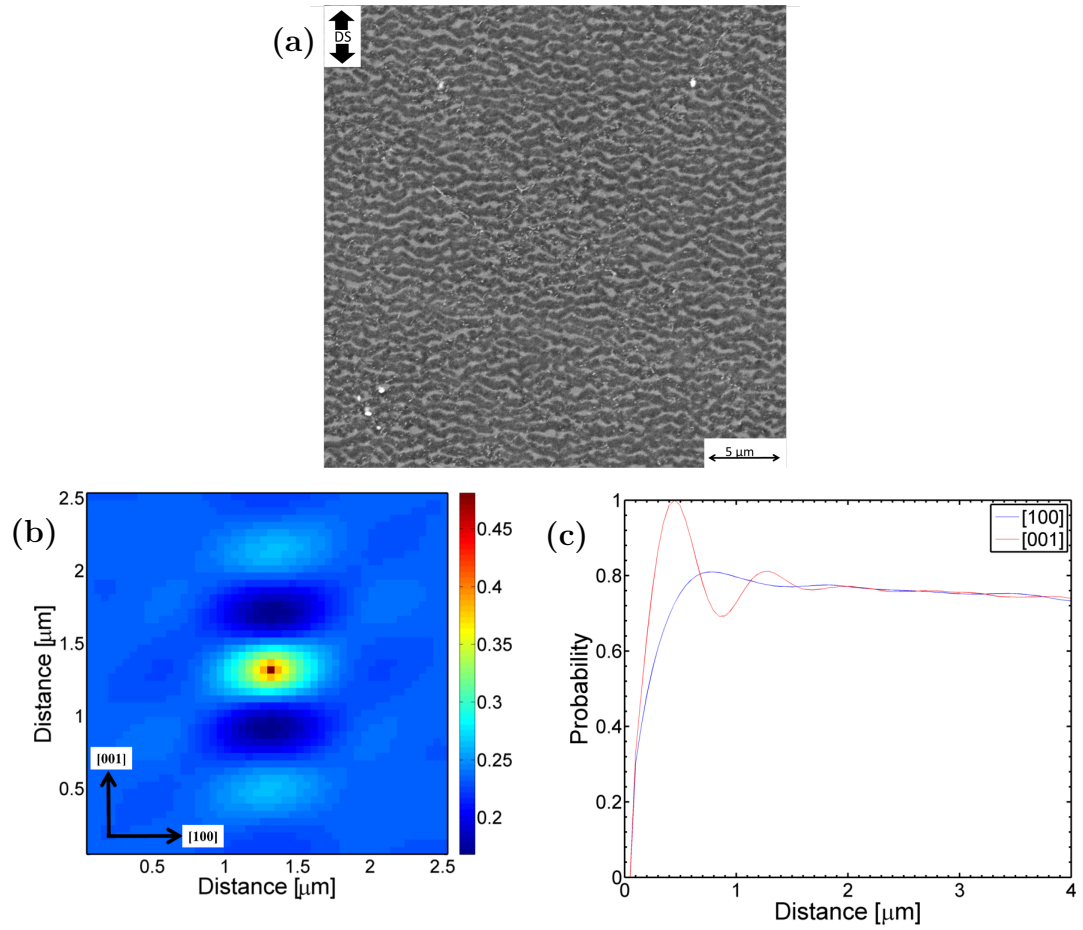 (a)
DS
5 μm
(b)
2.5
2
1.5
1
0.5
Distance [μm]
[001]
[100]
0.5 1 1.5 2 2.5
Distance [μm]
0.45
0.4
0.35
0.3
0.25
0.2
(c)
1
0.8
0.6
0.4
0.2
0
Probability
[100]
[001]
0 1 2 3 4
Distance [μm]